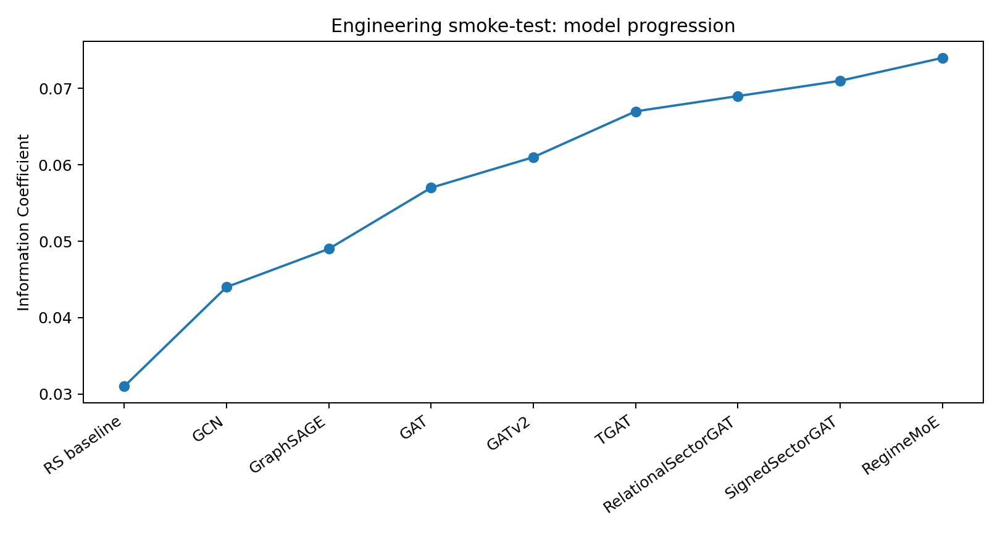 Engineering smoke-test: model progression
Information Coefficient
0.07
0.06
0.05
0.04
0.03
RS baseline
GCN
GraphSAGE
GAT
GATv2
TGAT
RelationalSectorGAT
SignedSectorGAT
RegimeMoE